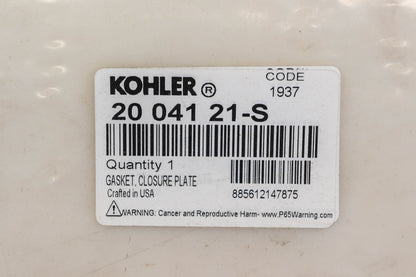 KOHLER®
CODE
1937
20 041 21-S
Quantity 1
GASKET, CLOSURE PLATE
Crafted in USA
885612147875
WARNING: Cancer and Reproductive Harm- www.P65Warning.com